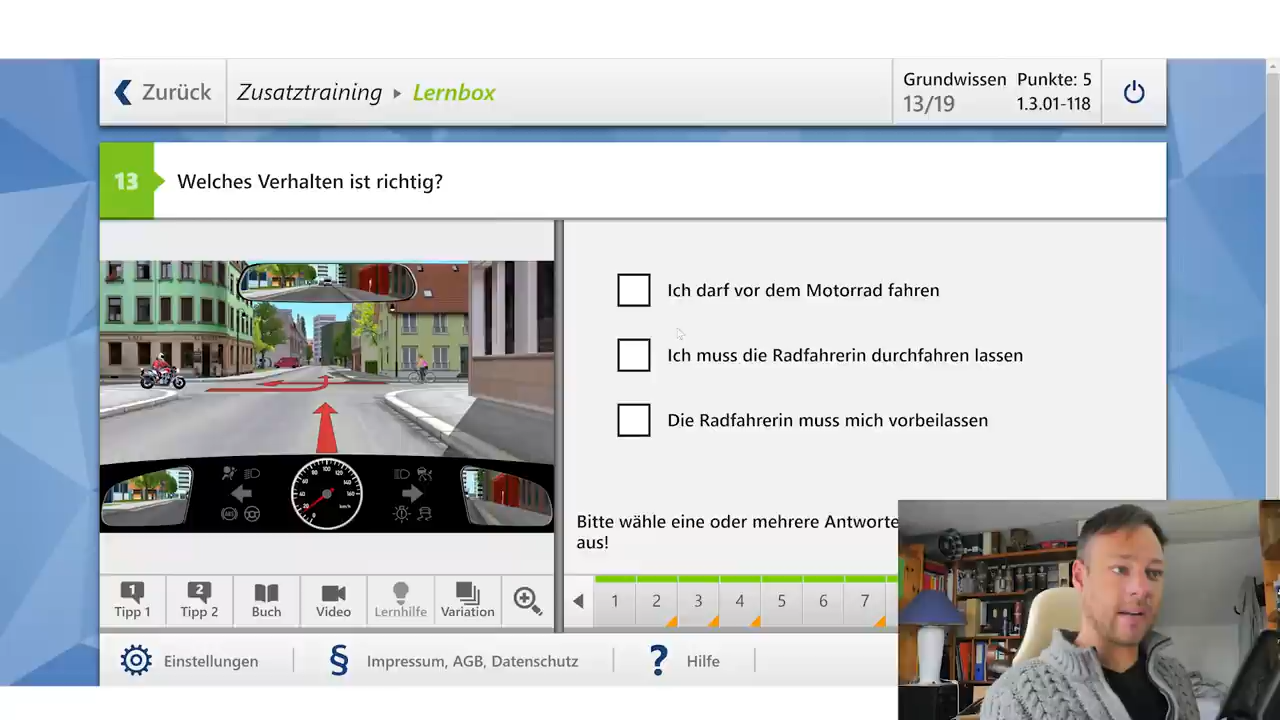 Zurück
Zusatztraining ▸ Lernbox
Grundwissen Punkte: 5
13/19 1.3.01-118
13
Welches Verhalten ist richtig?
Ich darf vor dem Motorrad fahren
Ich muss die Radfahrerin durchfahren lassen
Die Radfahrerin muss mich vorbeilassen
Bitte wähle eine oder mehrere Antworte
aus!
1 2 3 4 5 6 7
1 2
Tipp 1 Tipp 2 Buch Video Lernhilfe Variation
Einstellungen
§ Impressum, AGB, Datenschutz
? Hilfe